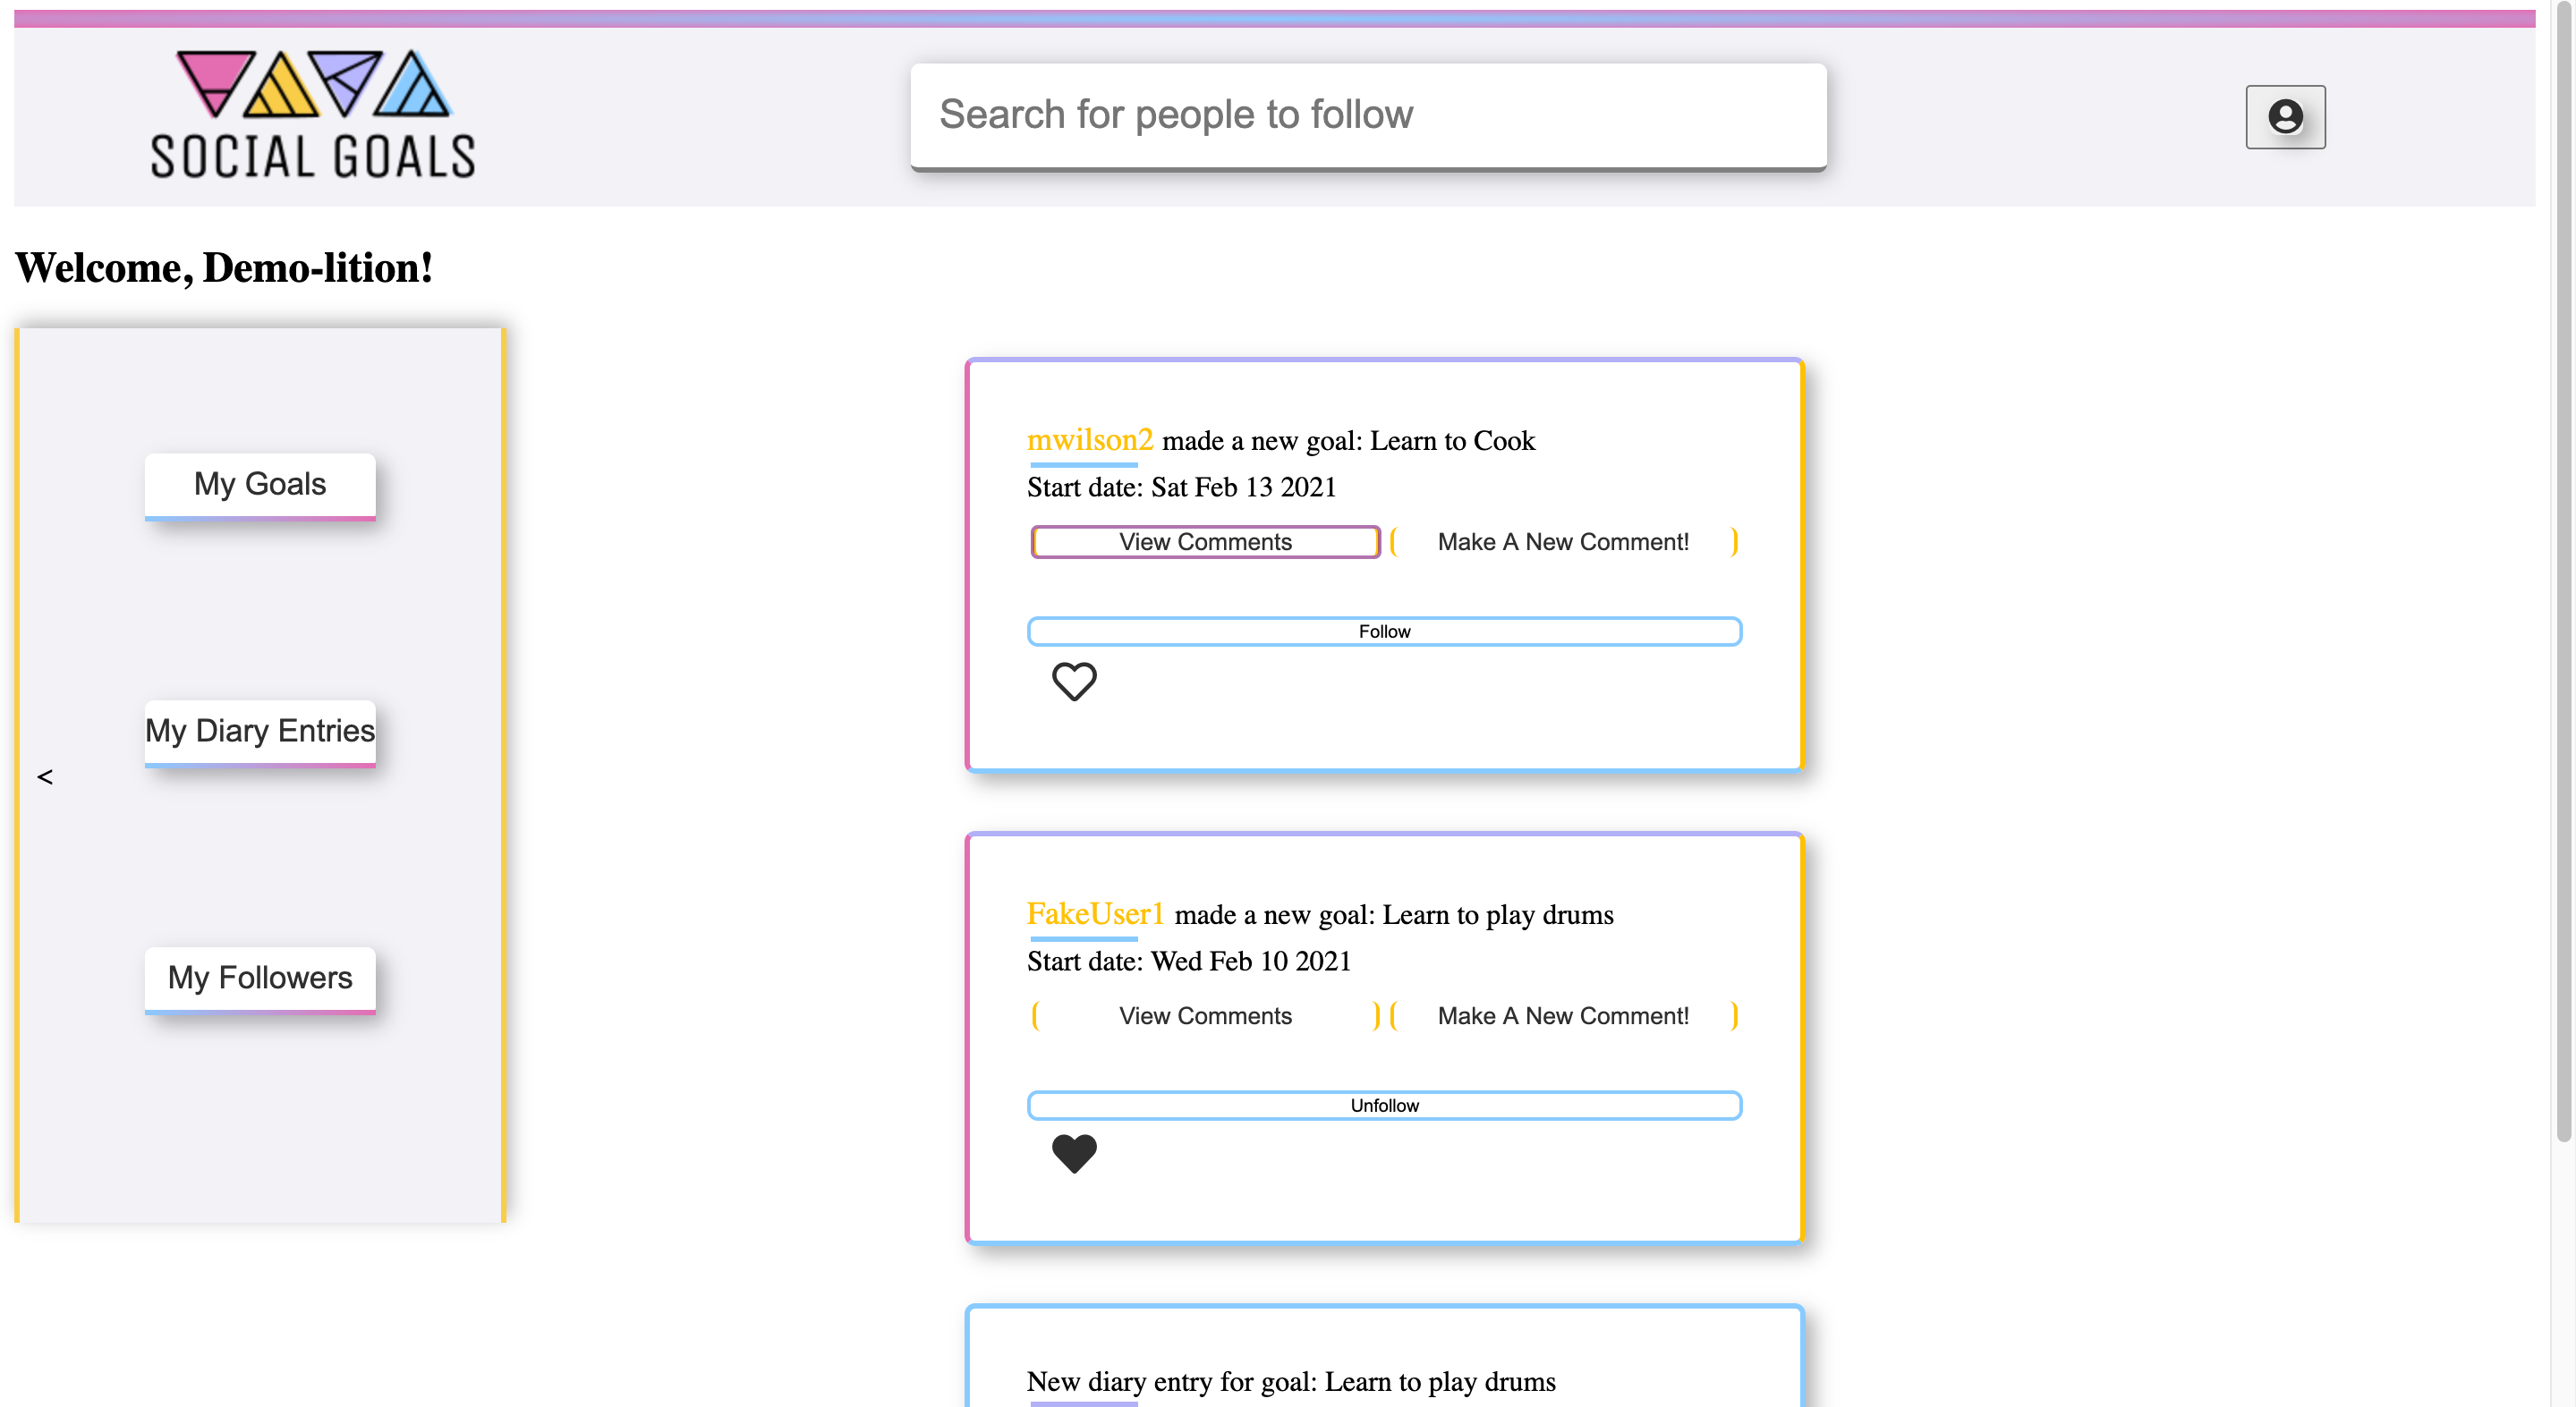 SOCIAL GOALS
Search for people to follow
Welcome, Demo-lition!
My Goals
My Diary Entries
<
My Followers
mwilson2 made a new goal: Learn to Cook
Start date: Sat Feb 13 2021
View Comments Make A New Comment!
Follow
FakeUser1 made a new goal: Learn to play drums
Start date: Wed Feb 10 2021
View Comments Make A New Comment!
Unfollow
New diary entry for goal: Learn to play drums